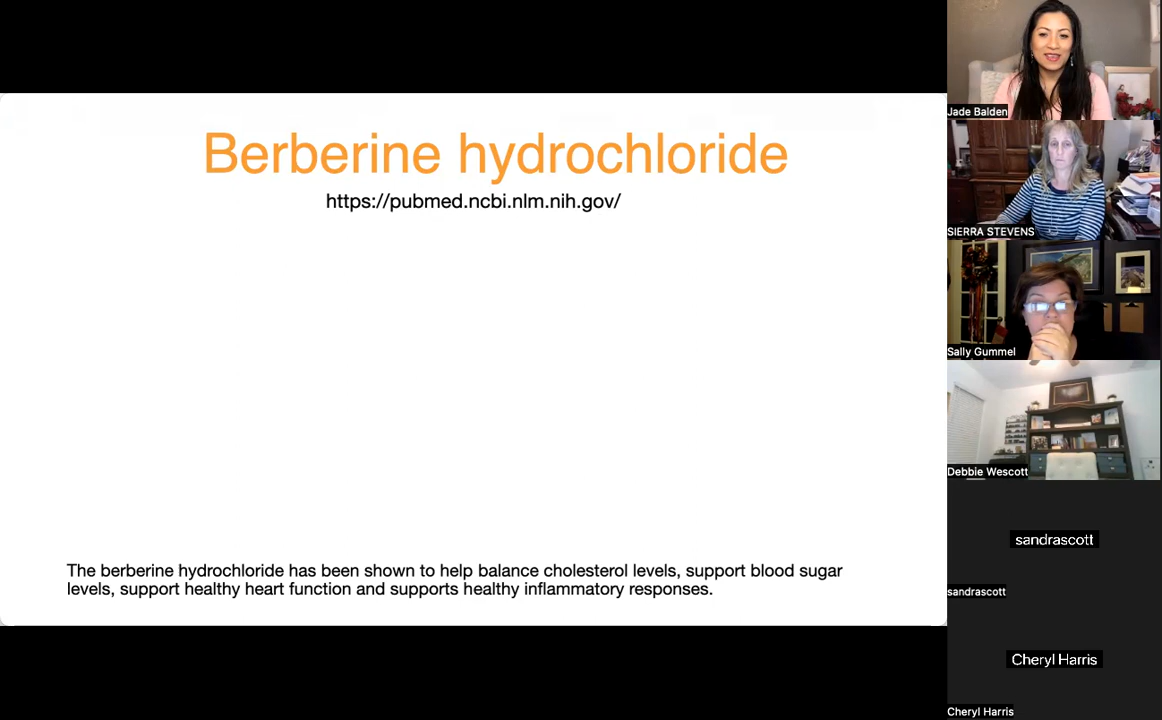 Berberine hydrochloride
https://pubmed.ncbi.nlm.nih.gov/
The berberine hydrochloride has been shown to help balance cholesterol levels, support blood sugar
levels, support healthy heart function and supports healthy inflammatory responses.
Jade Balden
SIERRA STEVENS
Sally Gummel
Debbie Wescott
sandrascott
sandrascott
Cheryl Harris
Cheryl Harris